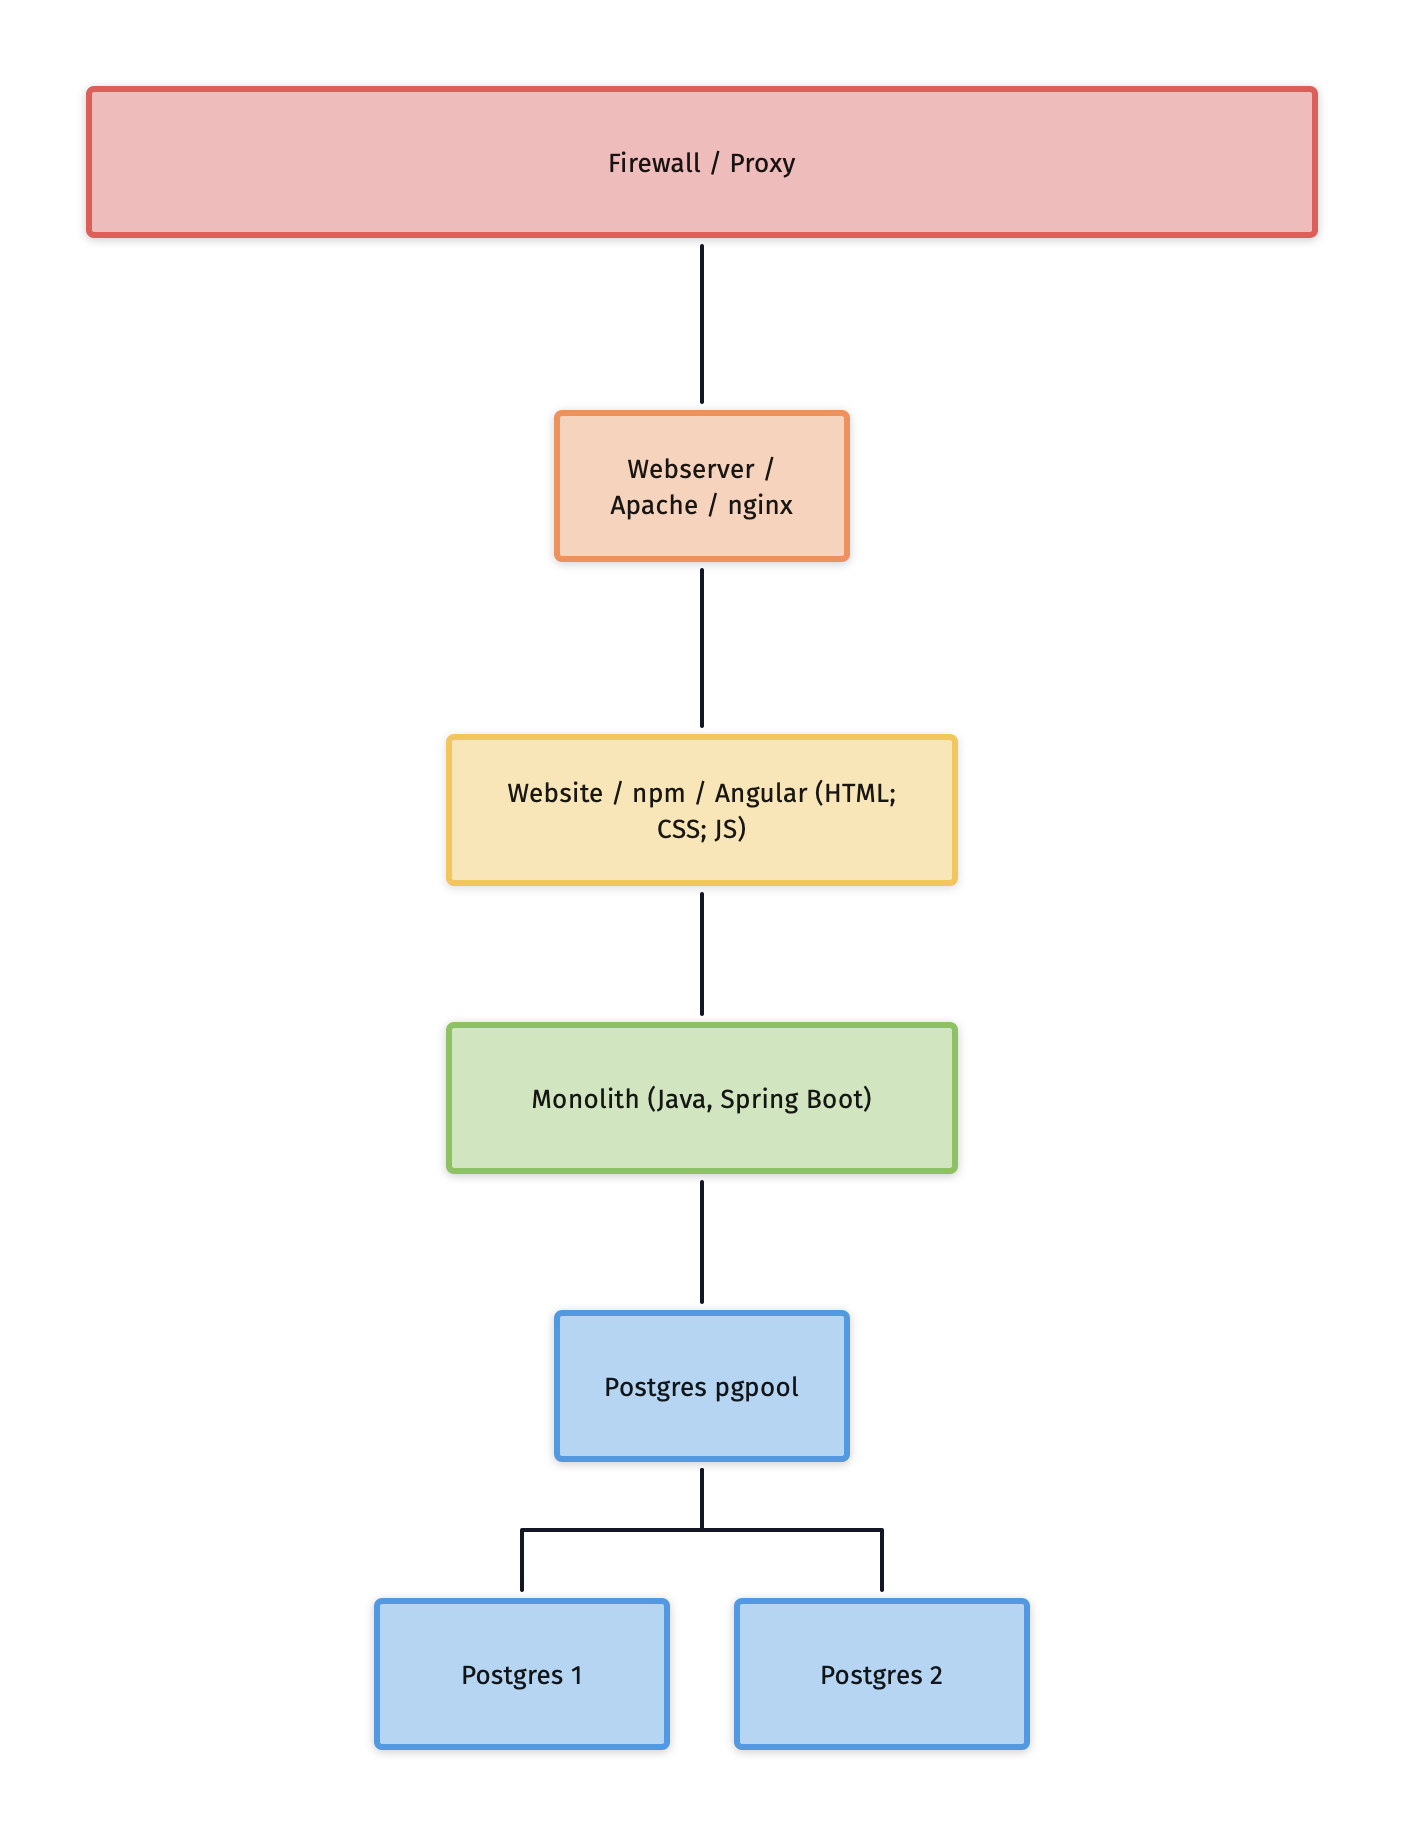 Firewall / Proxy
Webserver /
Apache / nginx
Website / npm / Angular (HTML;
CSS; JS)
Monolith (Java, Spring Boot)
Postgres pgpool
Postgres 1
Postgres 2